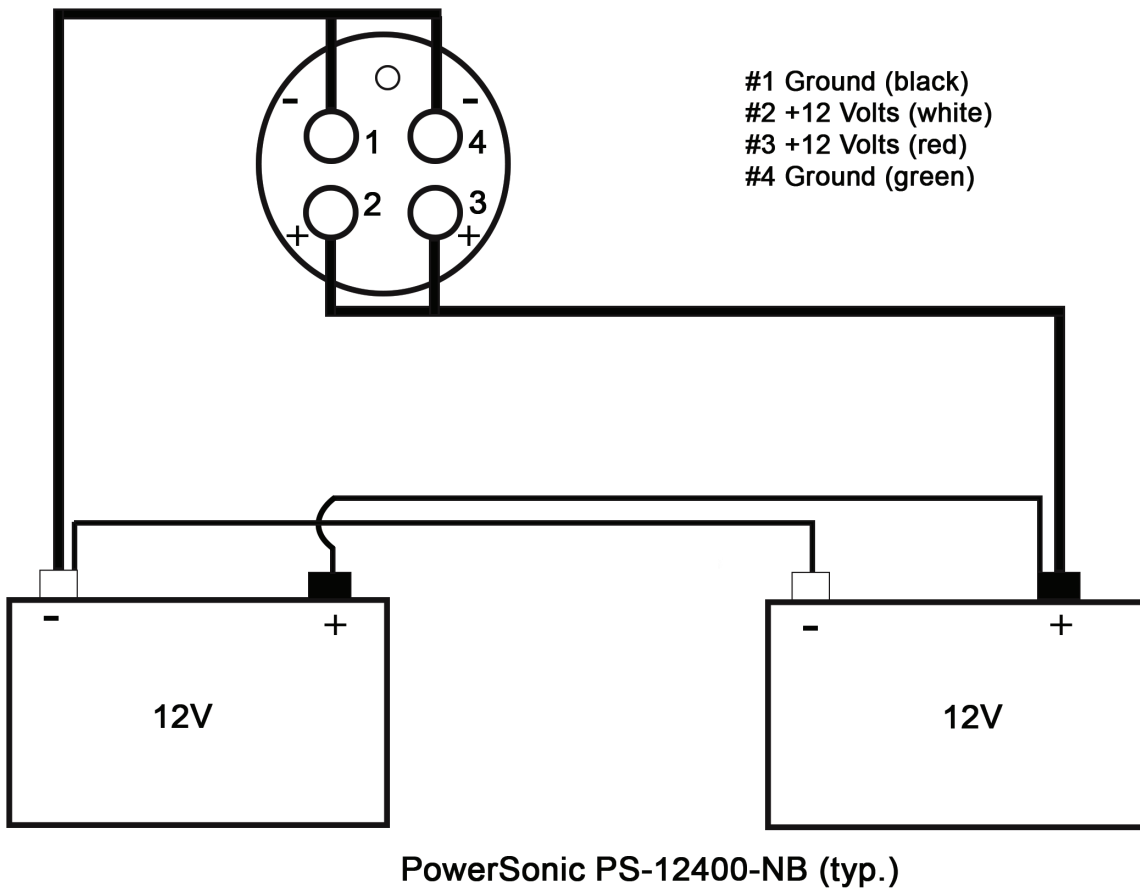 -
-
1
4
2
3
+
+
#1 Ground (black)
#2 +12 Volts (white)
#3 +12 Volts (red)
#4 Ground (green)
-
+
-
+
12V
12V
PowerSonic PS-12400-NB (typ.)